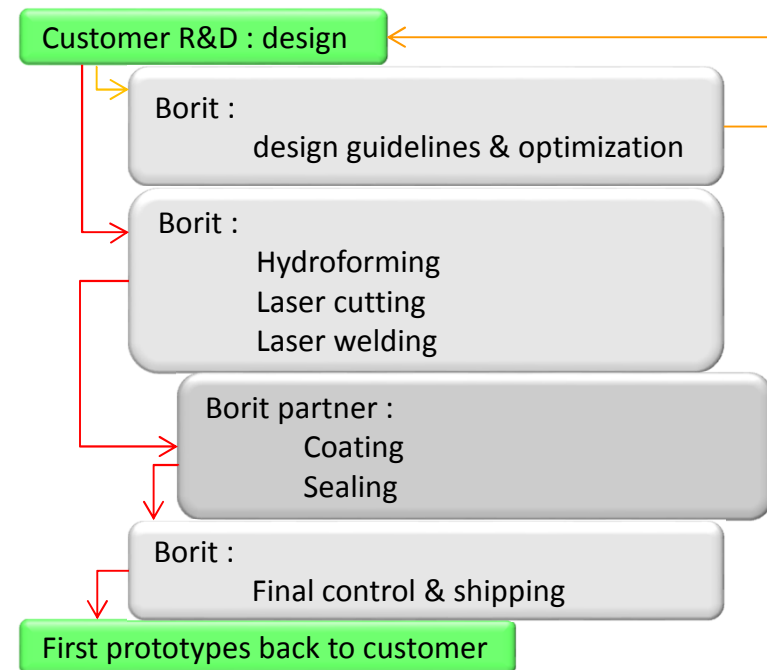 Customer R&D : design
Borit :
design guidelines & optimization
Borit :
Hydroforming
Laser cutting
Laser welding
Borit partner :
Coating
Sealing
Borit :
Final control & shipping
First prototypes back to customer